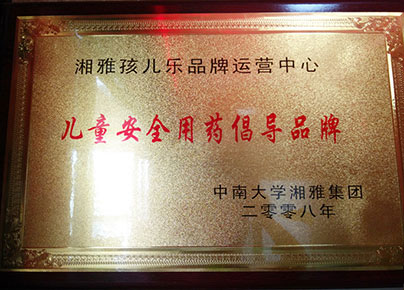 湘雅孩儿乐品牌运营中心
儿童安全用药倡导品牌
中南大学湘雅集团
二零零八年